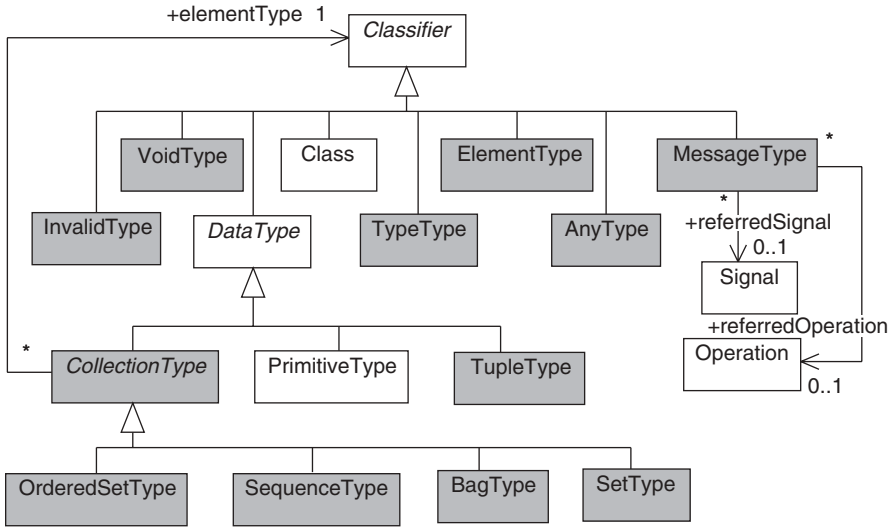 +elementType 1
Classifier
VoidType
Class
ElementType
MessageType
*
*
InvalidType
DataType
TypeType
AnyType
+referredSignal
0..1
Signal
+referredOperation
*
CollectionType
PrimitiveType
TupleType
Operation
0..1
OrderedSetType
SequenceType
BagType
SetType